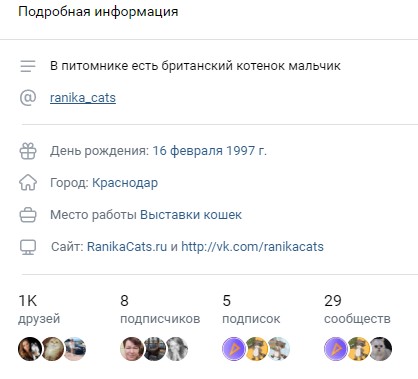 Подробная информация
В питомнике есть британский котенок мальчик
ranika_cats
День рождения: 16 февраля 1997 г.
Город: Краснодар
Место работы Выставки кошек
Сайт: RanikaCats.ru и http://vk.com/ranikacats
1K 8 5 29
друзей подписчиков подписок сообществ